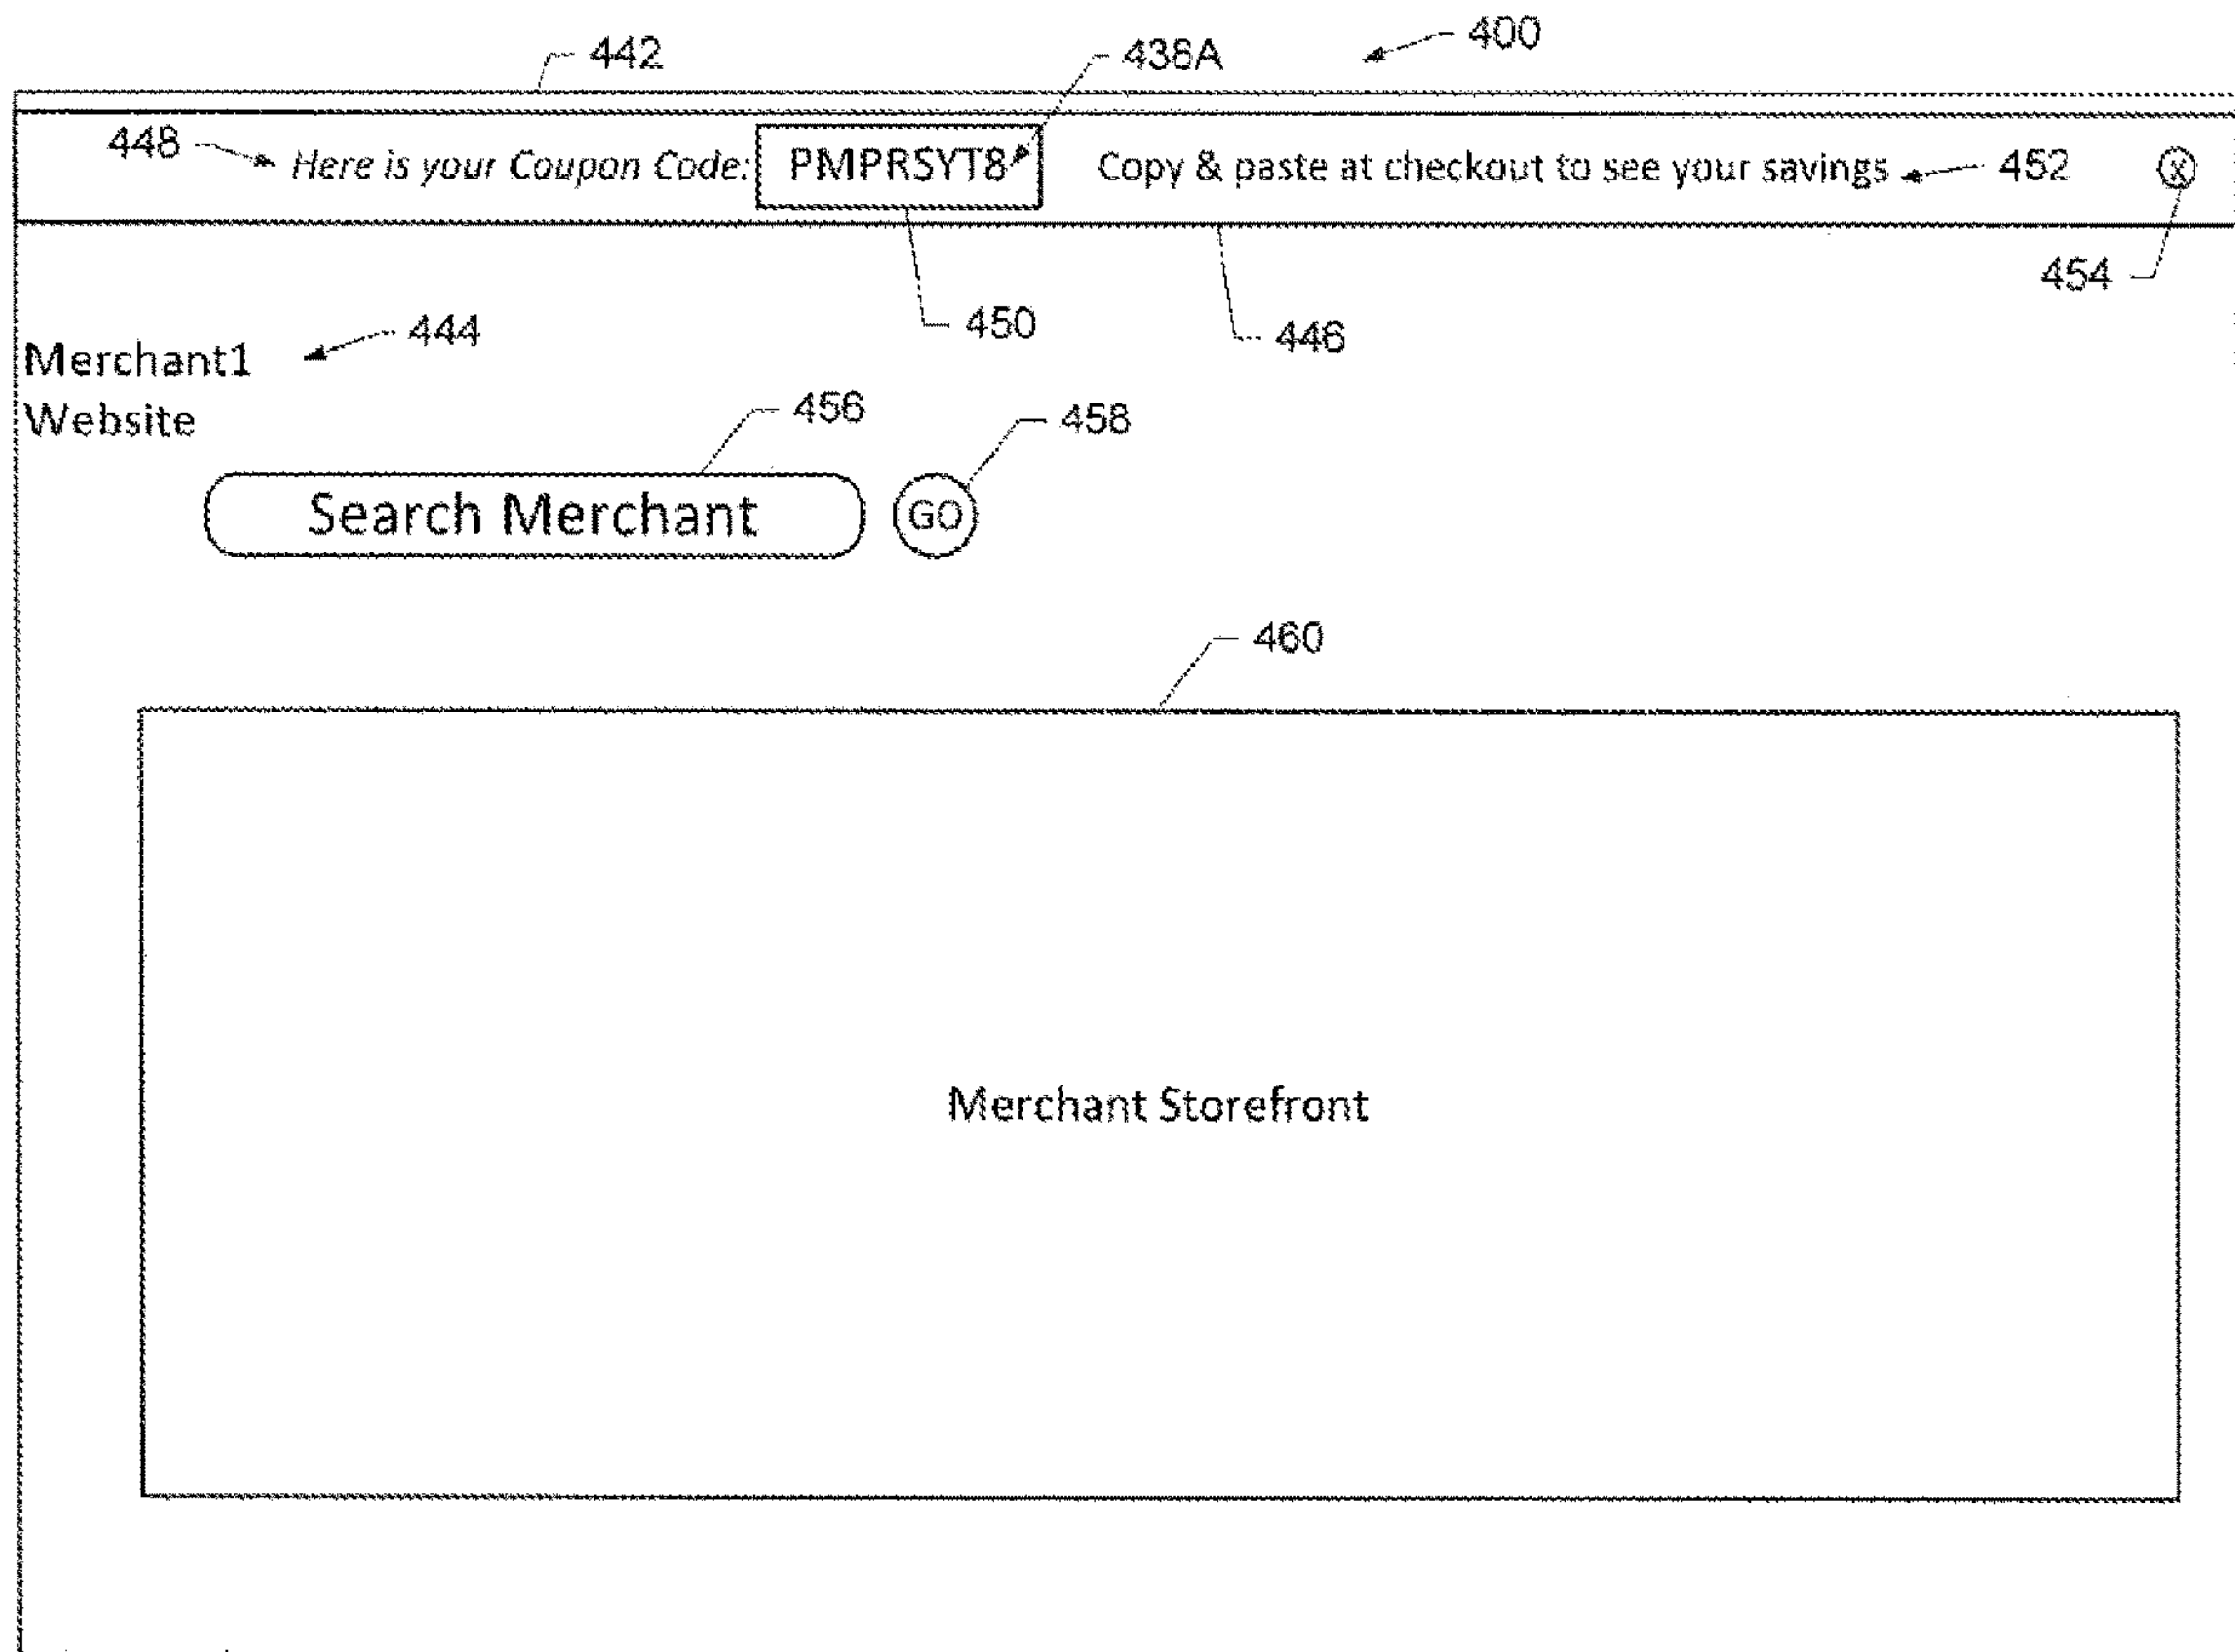 442 438A 400
448 Here is your Coupon Code: PMPRSYT8 Copy & paste at checkout to see your savings 452 X
454
450 446
444
Merchant1
Website
456 458
Search Merchant GO
460
Merchant Storefront